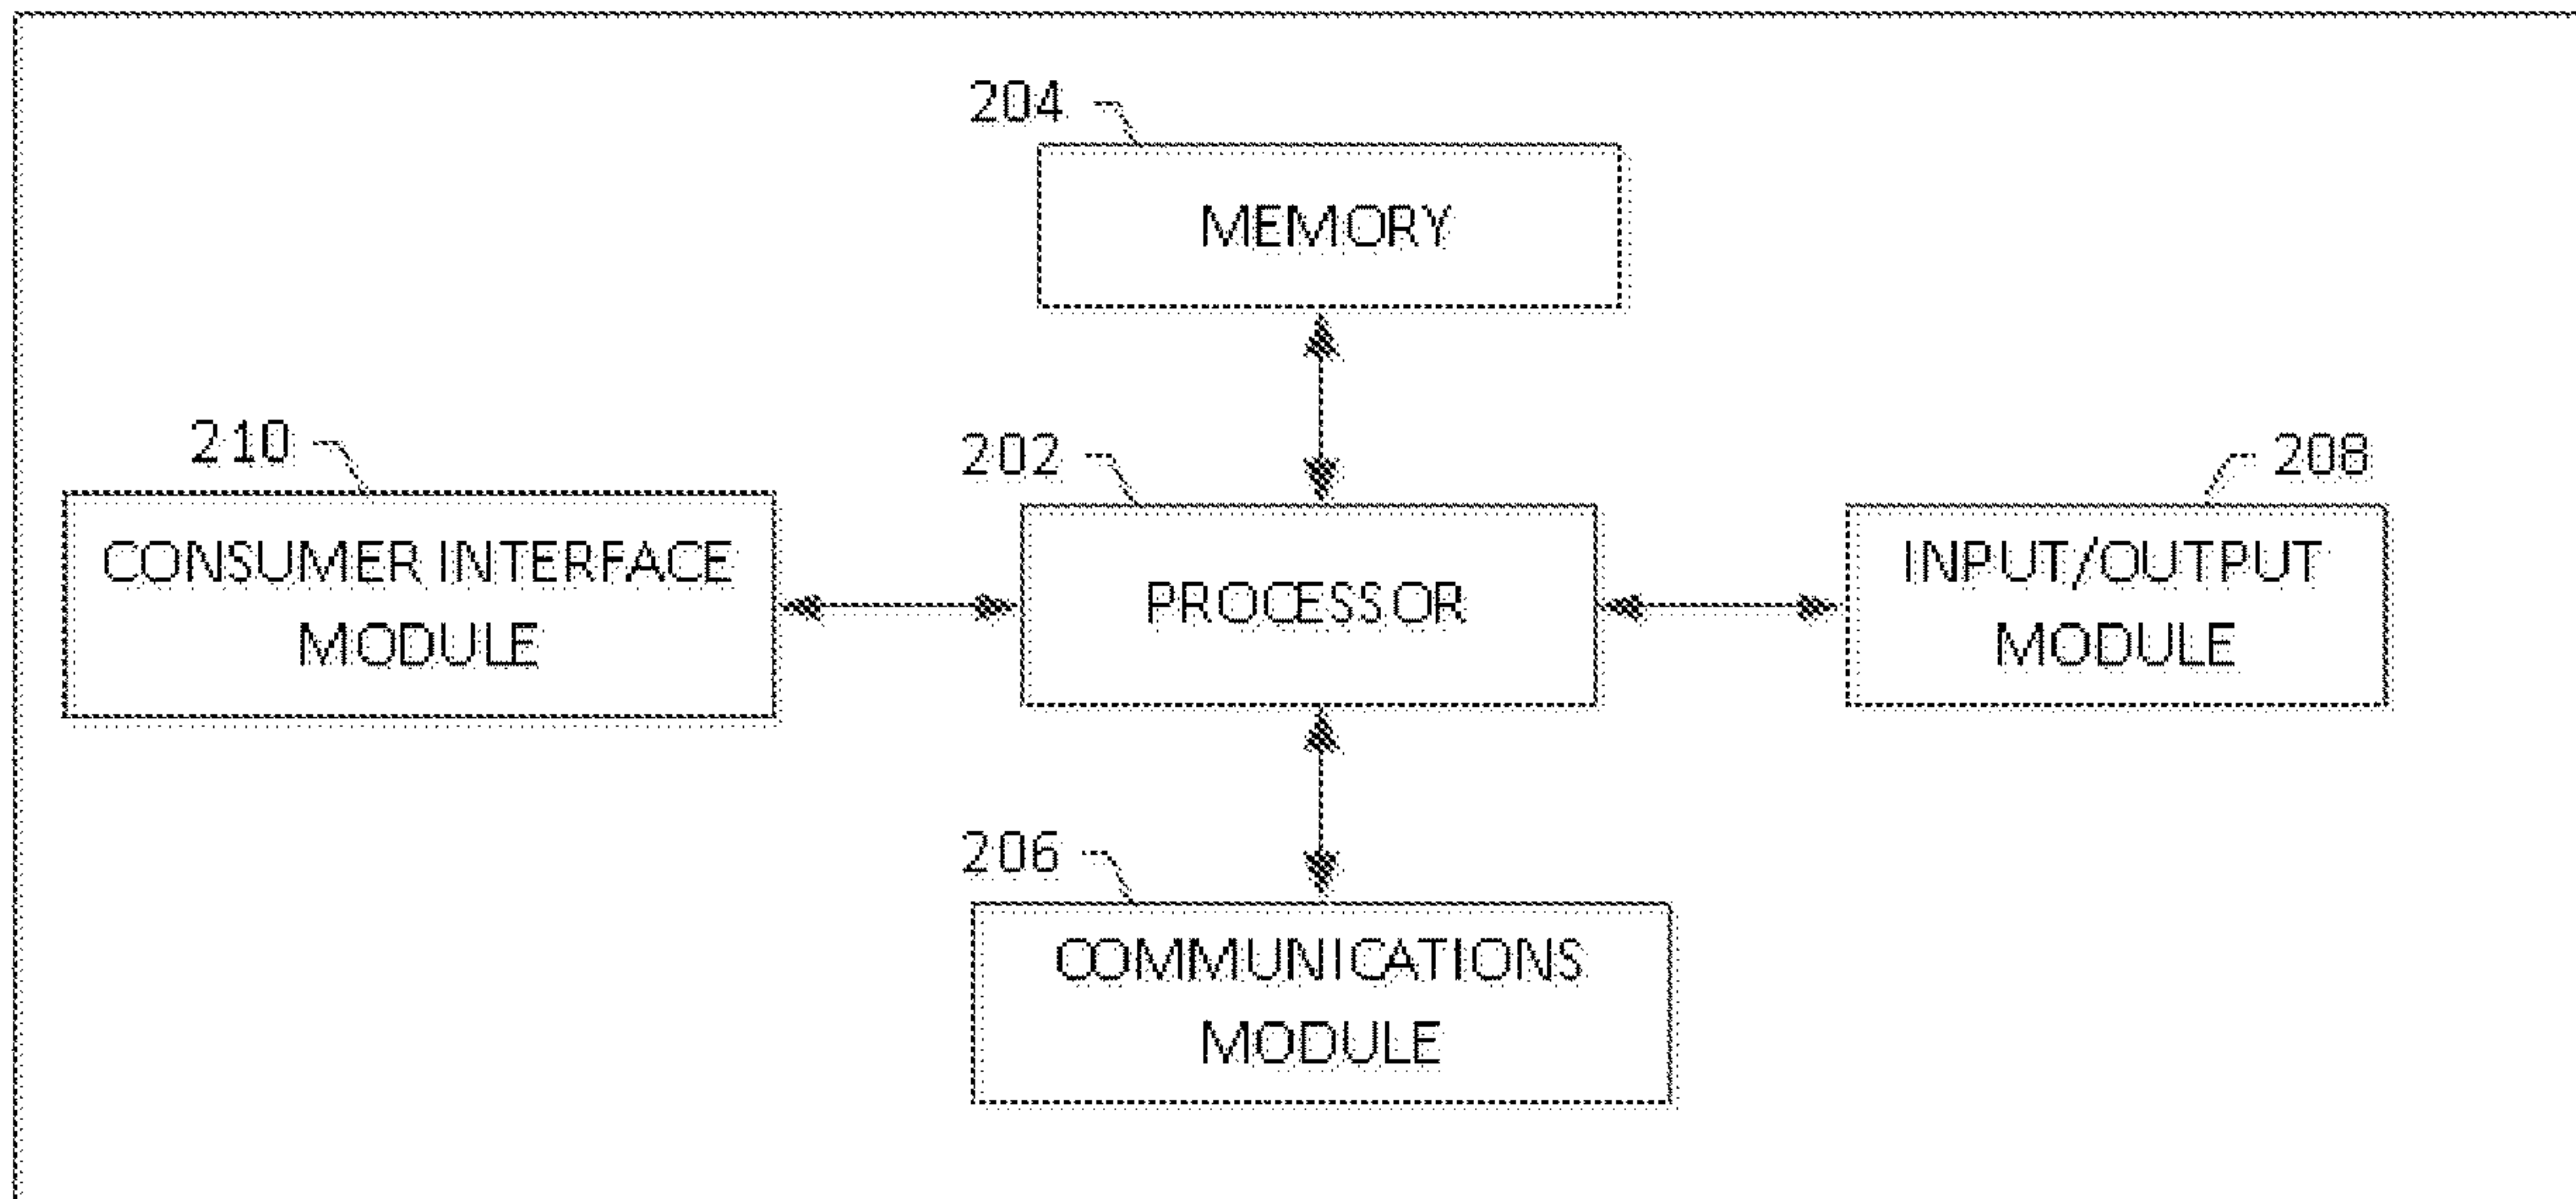 204
MEMORY
210
202
208
CONSUMER INTERFACE
MODULE
PROCESSOR
INPUT/OUTPUT
MODULE
206
COMMUNICATIONS
MODULE